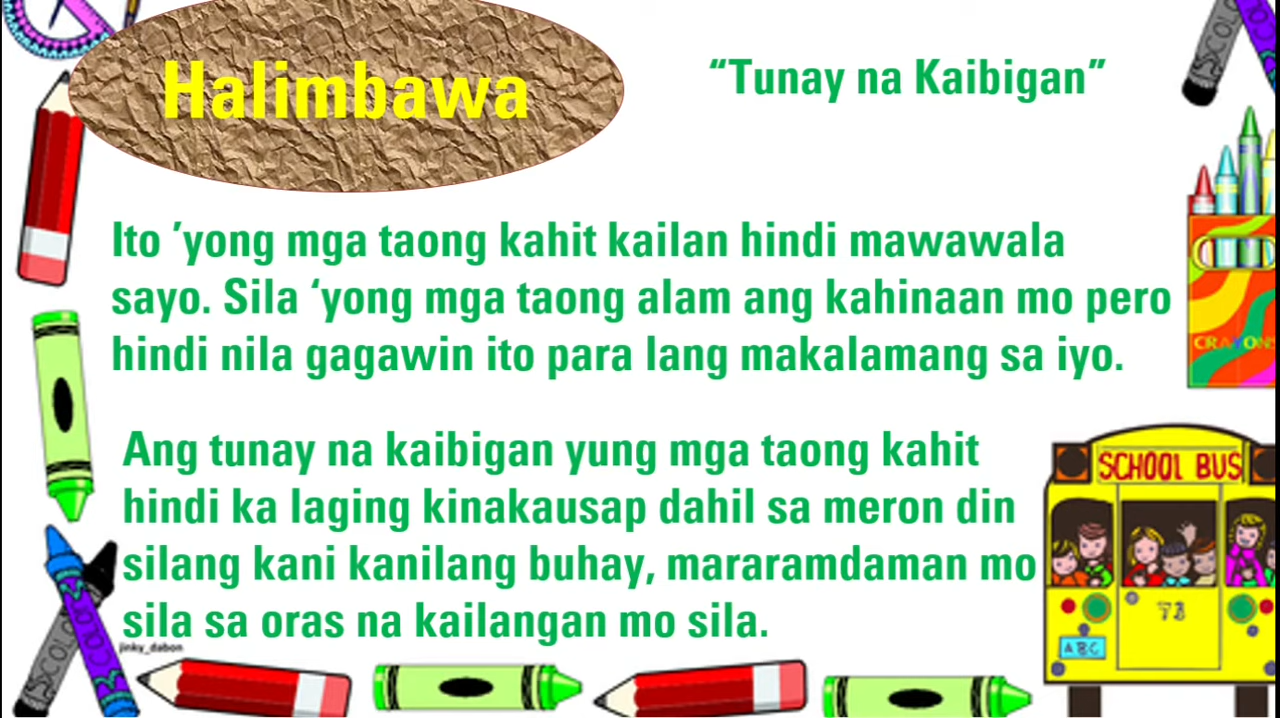 Halimbawa
“Tunay na Kaibigan”
Ito ’yong mga taong kahit kailan hindi mawawala
sayo. Sila ‘yong mga taong alam ang kahinaan mo pero
hindi nila gagawin ito para lang makalamang sa iyo.
Ang tunay na kaibigan yung mga taong kahit
hindi ka laging kinakausap dahil sa meron din
silang kani kanilang buhay, mararamdaman mo
sila sa oras na kailangan mo sila.
jinky_dabon
CRAYONS
SCHOOL BUS
ABC